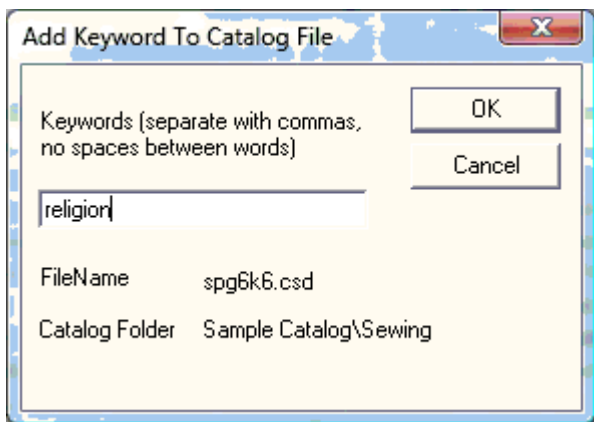 Add Keyword To Catalog File
Keywords (separate with commas,
no spaces between words)
OK
Cancel
religion
FileName spg6k6.csd
Catalog Folder Sample Catalog\Sewing